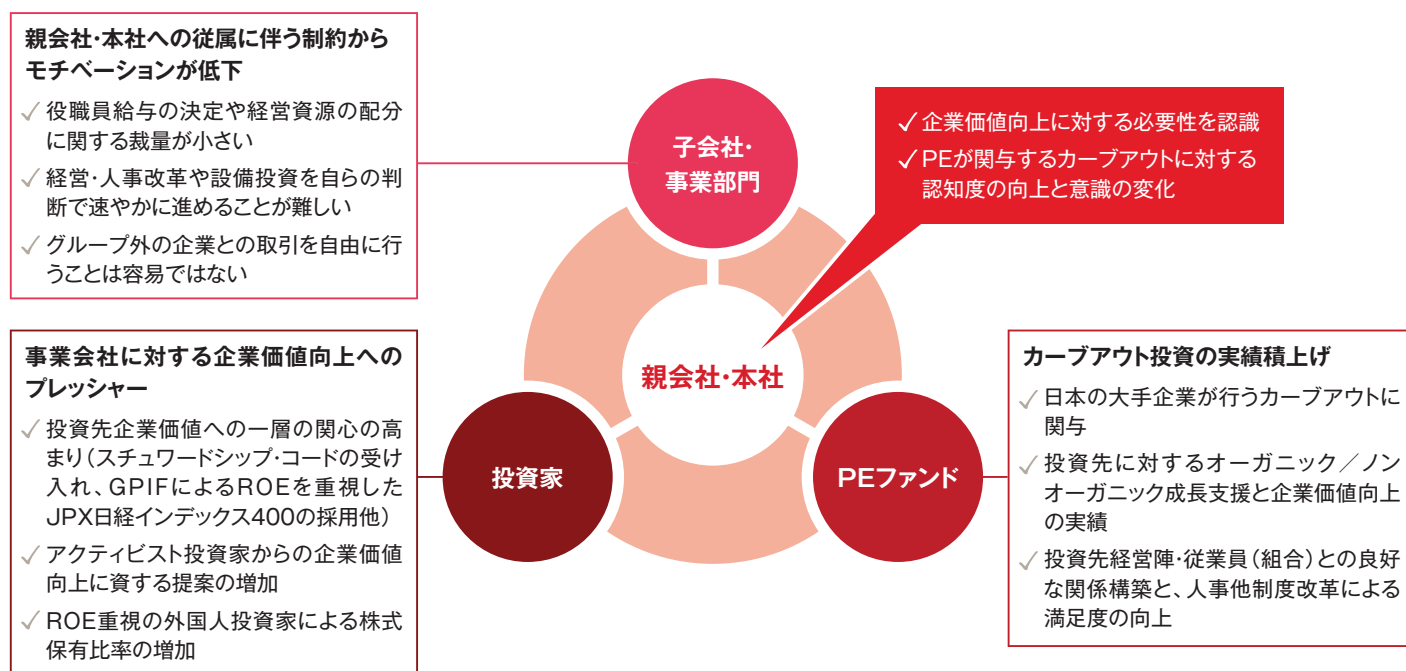 親会社・本社への従属に伴う制約から
モチベーションが低下
✓ 役職員給与の決定や経営資源の配分
に関する裁量が小さい
✓ 経営・人事改革や設備投資を自らの判
断で速やかに進めることが難しい
✓ グループ外の企業との取引を自由に行
うことは容易ではない
子会社・
事業部門
✓ 企業価値向上に対する必要性を認識
✓ PEが関与するカーブアウトに対する
認知度の向上と意識の変化
親会社・本社
事業会社に対する企業価値向上への
プレッシャー
✓ 投資先企業価値への一層の関心の高
まり（スチュワードシップ・コードの受け
入れ、GPIFによるROEを重視した
JPX日経インデックス400の採用他）
✓ アクティビスト投資家からの企業価値
向上に資する提案の増加
✓ ROE重視の外国人投資家による株式
保有比率の増加
投資家
PEファンド
カーブアウト投資の実績積上げ
✓ 日本の大手企業が行うカーブアウトに
関与
✓ 投資先に対するオーガニック／ノン
オーガニック成長支援と企業価値向上
の実績
✓ 投資先経営陣・従業員（組合）との良好
な関係構築と、人事他制度改革による
満足度の向上